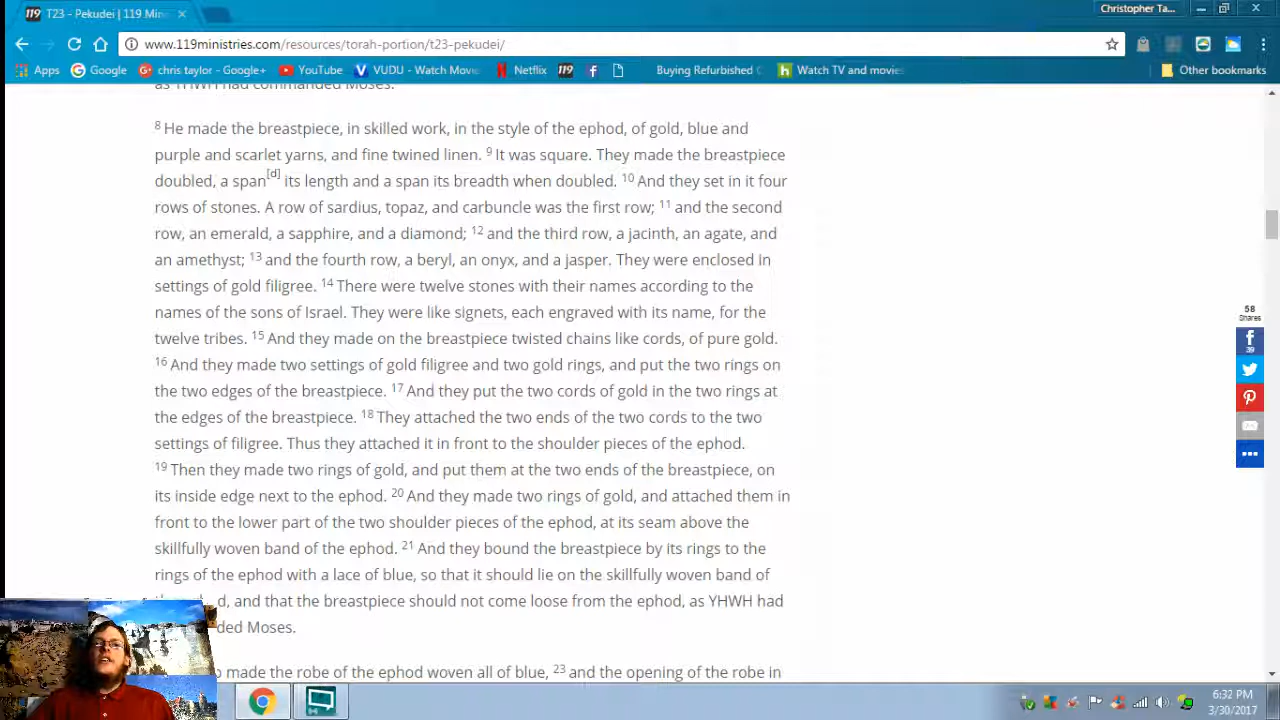 T23 - Pekudei | 119 Min
Christopher Ta...
www.119ministries.com/resources/torah-portion/t23-pekudei/
Apps Google chris taylor - Google+ YouTube VUDU - Watch Movi Netflix 119 Buying Refurbished Watch TV and movies Other bookmarks
as YHWH had commanded Moses.
8 He made the breastpiece, in skilled work, in the style of the ephod, of gold, blue and
purple and scarlet yarns, and fine twined linen. 9 It was square. They made the breastpiece
doubled, a span[d] its length and a span its breadth when doubled. 10 And they set in it four
rows of stones. A row of sardius, topaz, and carbuncle was the first row; 11 and the second
row, an emerald, a sapphire, and a diamond; 12 and the third row, a jacinth, an agate, and
an amethyst; 13 and the fourth row, a beryl, an onyx, and a jasper. They were enclosed in
settings of gold filigree. 14 There were twelve stones with their names according to the
names of the sons of Israel. They were like signets, each engraved with its name, for the
twelve tribes. 15 And they made on the breastpiece twisted chains like cords, of pure gold.
16 And they made two settings of gold filigree and two gold rings, and put the two rings on
the two edges of the breastpiece. 17 And they put the two cords of gold in the two rings at
the edges of the breastpiece. 18 They attached the two ends of the two cords to the two
settings of filigree. Thus they attached it in front to the shoulder pieces of the ephod.
19 Then they made two rings of gold, and put them at the two ends of the breastpiece, on
its inside edge next to the ephod. 20 And they made two rings of gold, and attached them in
front to the lower part of the two shoulder pieces of the ephod, at its seam above the
skillfully woven band of the ephod. 21 And they bound the breastpiece by its rings to the
rings of the ephod with a lace of blue, so that it should lie on the skillfully woven band of
d, and that the breastpiece should not come loose from the ephod, as YHWH had
ded Moses.
made the robe of the ephod woven all of blue, 23 and the opening of the robe in
58
Shares
39
6:32 PM
3/30/2017